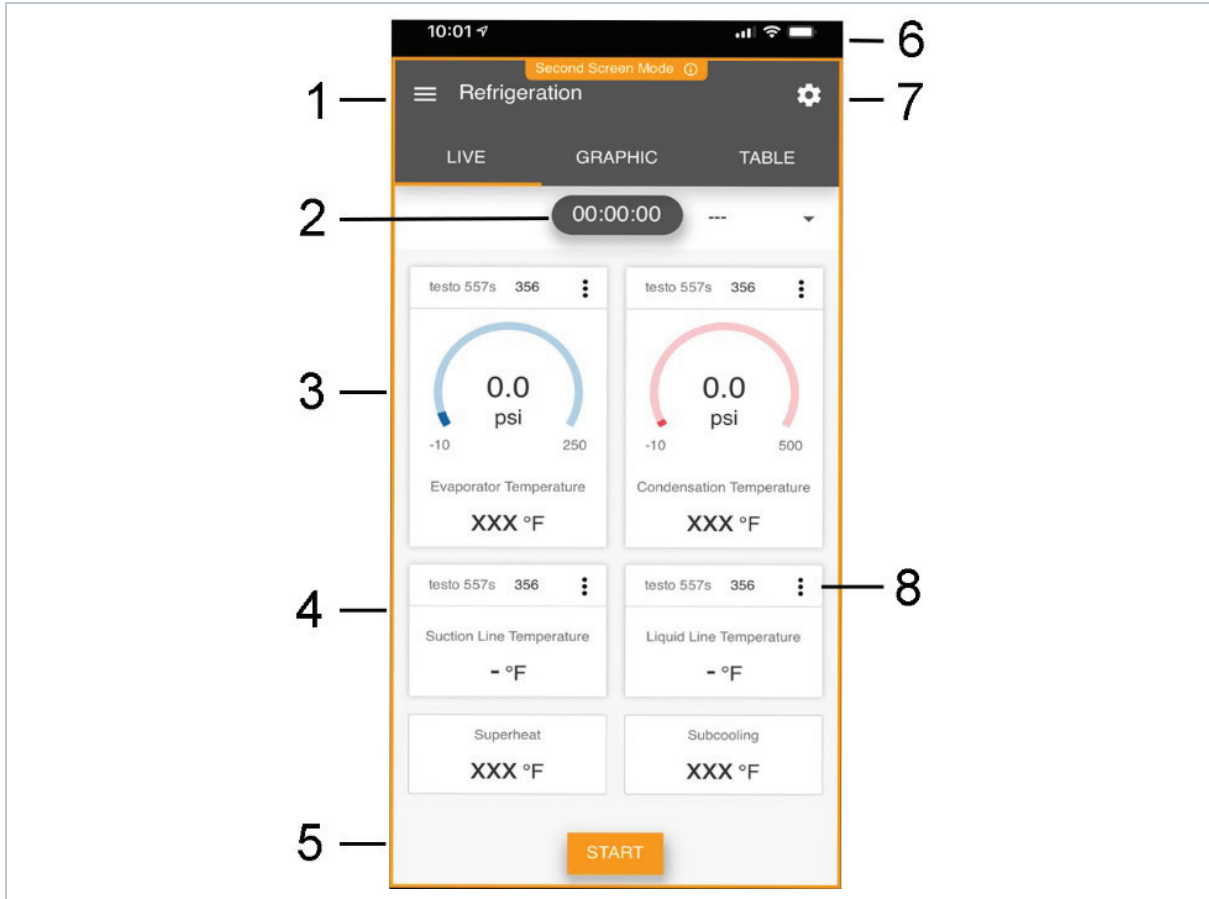 10:01
6
Second Screen Mode
1
Refrigeration
7
LIVE GRAPHIC TABLE
2
00:00:00 ---
testo 557s 356
testo 557s 356
3
0.0
psi
-10 250
0.0
psi
-10 500
Evaporator Temperature
XXX °F
Condensation Temperature
XXX °F
4
testo 557s 356
testo 557s 356
8
Suction Line Temperature
- °F
Liquid Line Temperature
- °F
Superheat
XXX °F
Subcooling
XXX °F
5
START